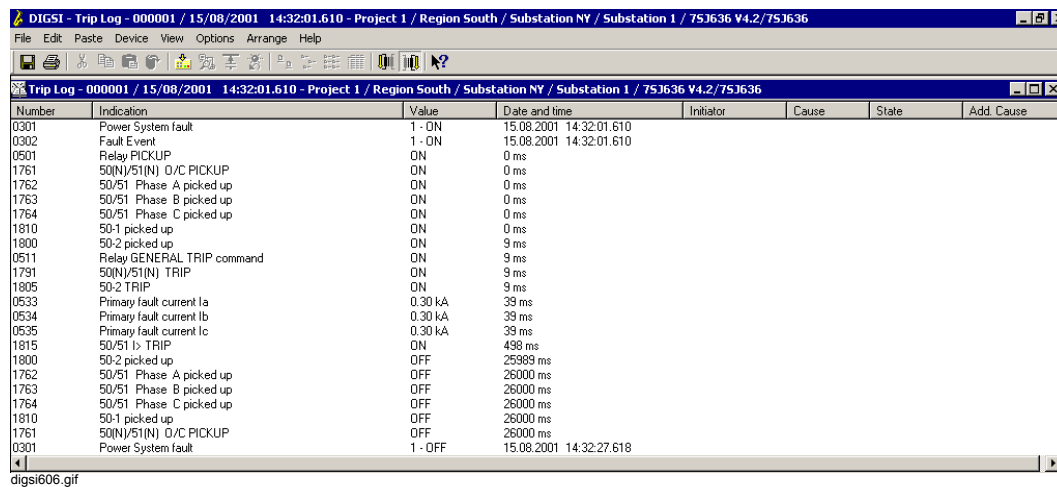 DIGSI - Trip Log - 000001 / 15/08/2001 14:32:01.610 - Project 1 / Region South / Substation NY / Substation 1 / 7SJ636 V4.2/7SJ636
File Edit Paste Device View Options Arrange Help
Trip Log - 000001 / 15/08/2001 14:32:01.610 - Project 1 / Region South / Substation NY / Substation 1 / 7SJ636 V4.2/7SJ636
Number Indication Value Date and time Initiator Cause State Add. Cause
0301 Power System fault 1 - ON 15.08.2001 14:32:01.610
0302 Fault Event 1 - ON 15.08.2001 14:32:01.610
0501 Relay PICKUP ON 0 ms
1761 50(N)/51(N) O/C PICKUP ON 0 ms
1762 50/51 Phase A picked up ON 0 ms
1763 50/51 Phase B picked up ON 0 ms
1764 50/51 Phase C picked up ON 0 ms
1810 50-1 picked up ON 0 ms
1800 50-2 picked up ON 9 ms
0511 Relay GENERAL TRIP command ON 9 ms
1791 50(N)/51(N) TRIP ON 9 ms
1805 50-2 TRIP ON 9 ms
0533 Primary fault current Ia 0.30 kA 39 ms
0534 Primary fault current Ib 0.30 kA 39 ms
0535 Primary fault current Ic 0.30 kA 39 ms
1815 50/51 I> TRIP ON 498 ms
1800 50-2 picked up OFF 25989 ms
1762 50/51 Phase A picked up OFF 26000 ms
1763 50/51 Phase B picked up OFF 26000 ms
1764 50/51 Phase C picked up OFF 26000 ms
1810 50-1 picked up OFF 26000 ms
1761 50(N)/51(N) O/C PICKUP OFF 26000 ms
0301 Power System fault 1 - OFF 15.08.2001 14:32:27.618
digsi606.gif